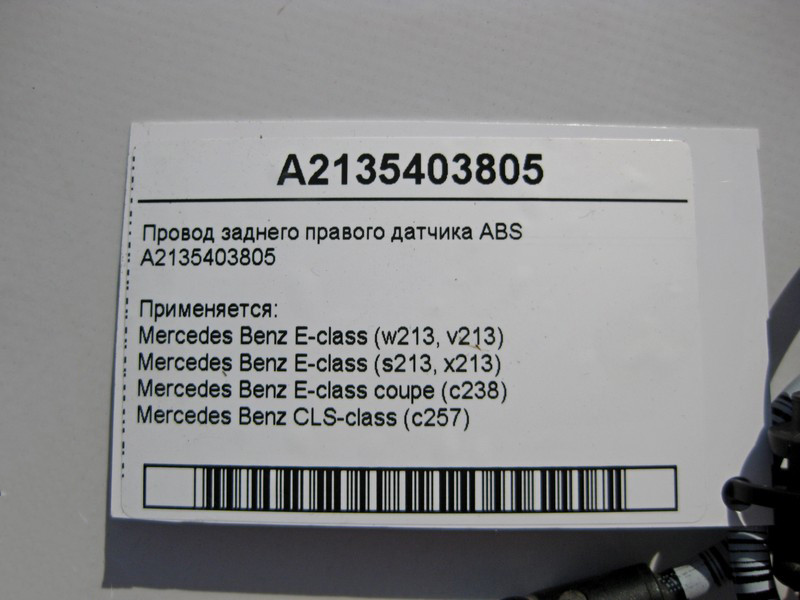 A2135403805
Провод заднего правого датчика ABS
A2135403805
Применяется:
Mercedes Benz E-class (w213, v213)
Mercedes Benz E-class (s213, x213)
Mercedes Benz E-class coupe (c238)
Mercedes Benz CLS-class (c257)